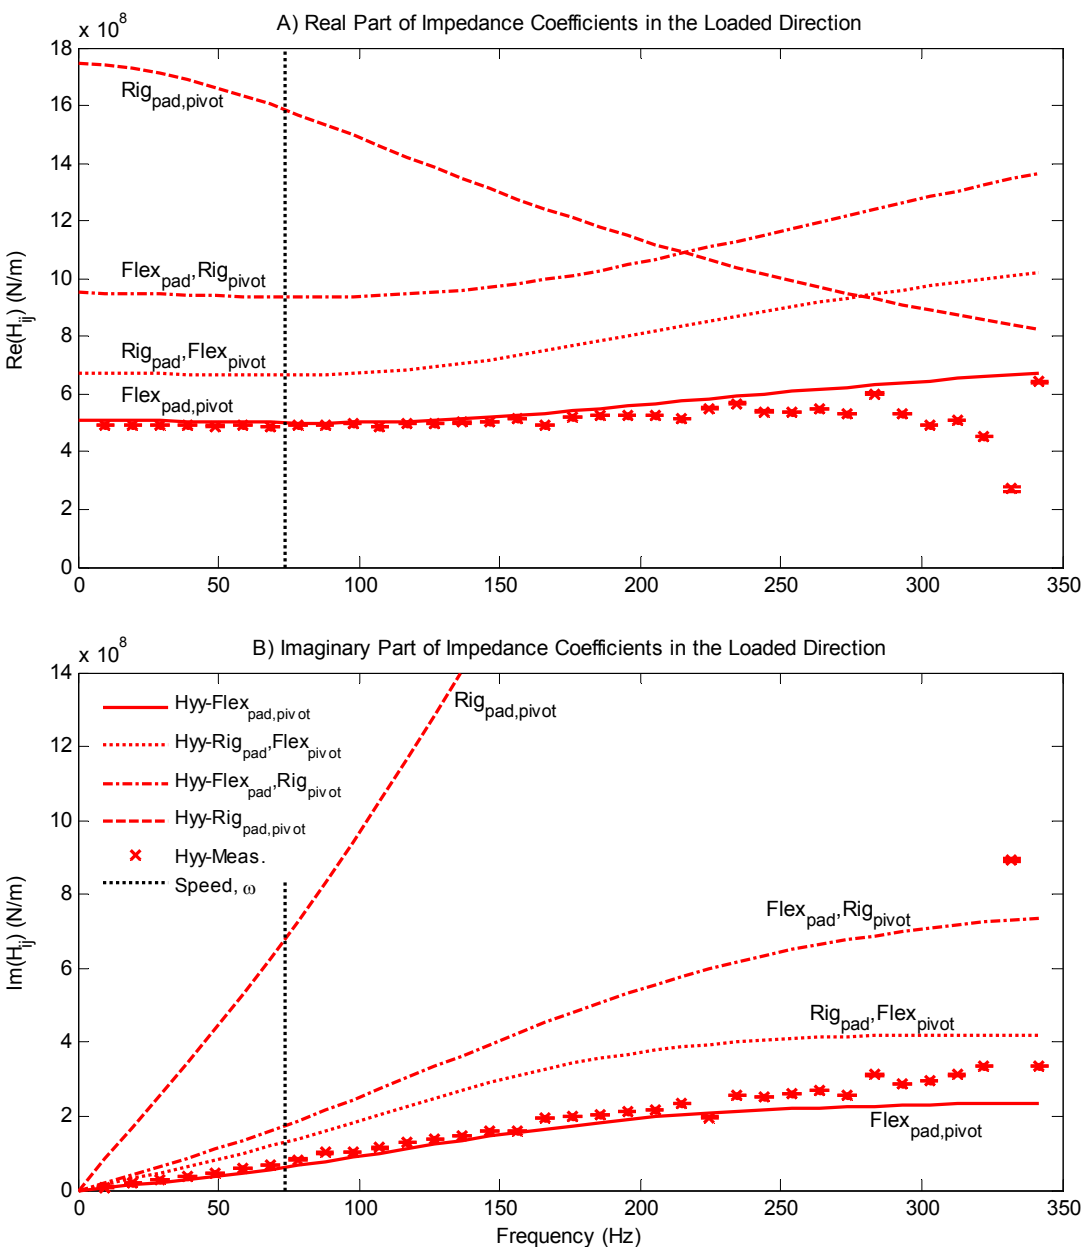 A) Real Part of Impedance Coefficients in the Loaded Direction
x 10^8
18
16
14
12
10
8
6
4
2
0
Re(H_ij) (N/m)
Rig_pad,pivot
Flex_pad,Rig_pivot
Rig_pad,Flex_pivot
Flex_pad,pivot
0 50 100 150 200 250 300 350
B) Imaginary Part of Impedance Coefficients in the Loaded Direction
x 10^8
14
12
10
8
6
4
2
0
Im(H_ij) (N/m)
Hyy-Flex_pad,pivot
Hyy-Rig_pad,Flex_pivot
Hyy-Flex_pad,Rig_pivot
Hyy-Rig_pad,pivot
Hyy-Meas.
Speed, ω
Rig_pad,pivot
Flex_pad,Rig_pivot
Rig_pad,Flex_pivot
Flex_pad,pivot
0 50 100 150 200 250 300 350
Frequency (Hz)